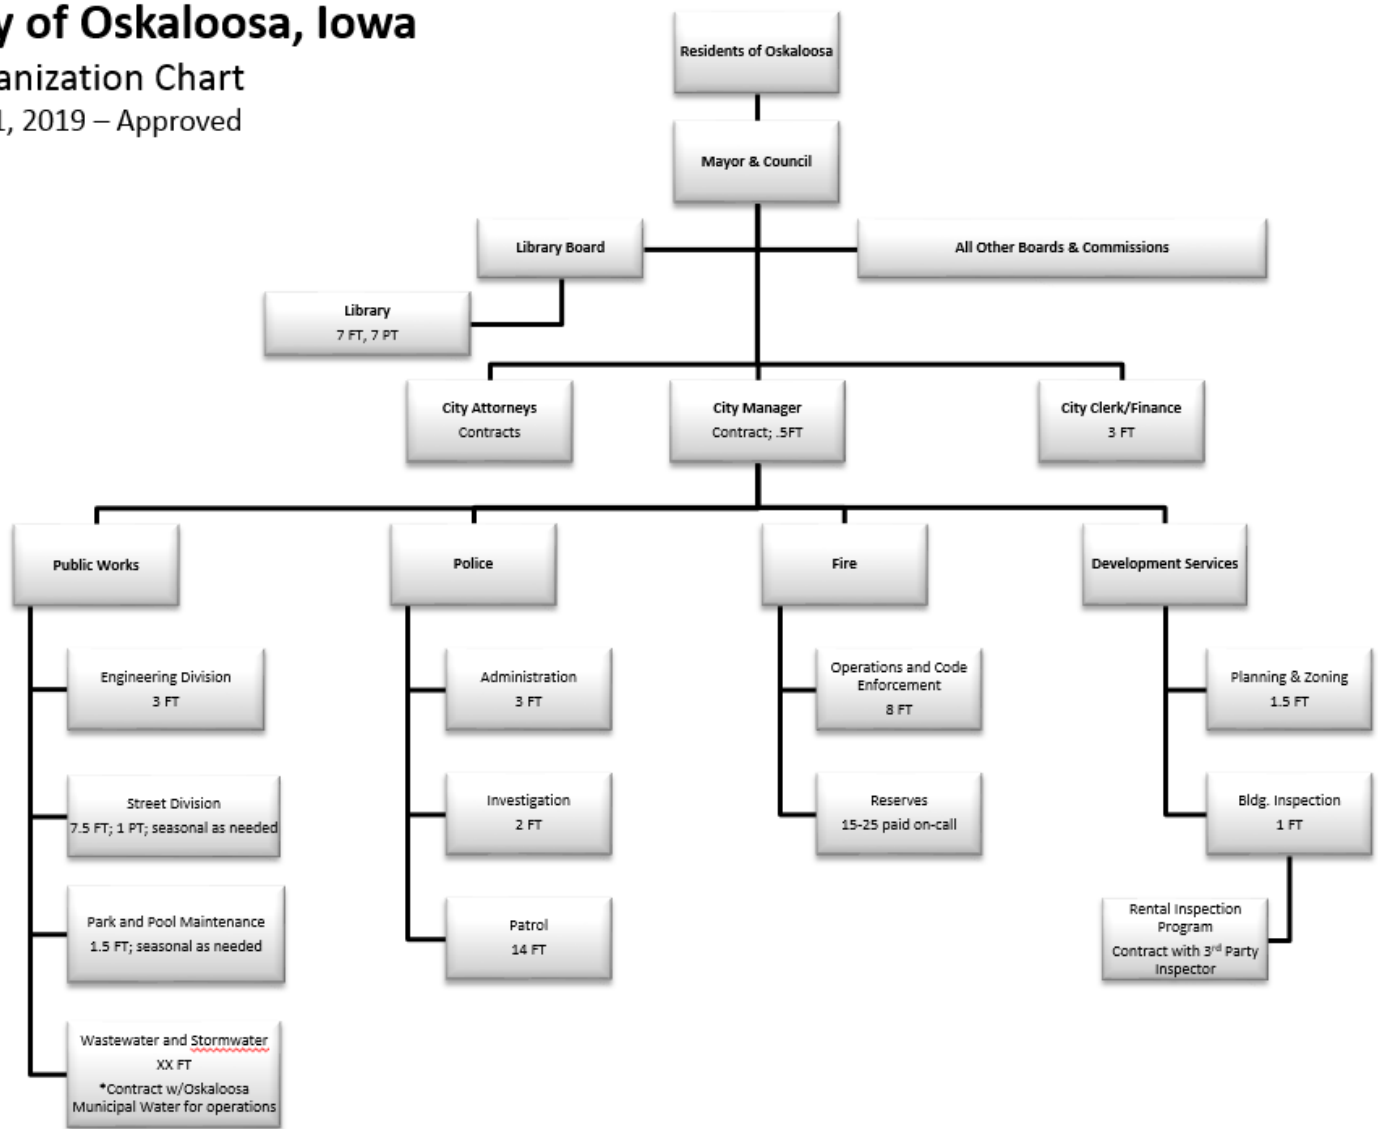 y of Oskaloosa, Iowa
anization Chart
1, 2019 – Approved
Residents of Oskaloosa
Mayor & Council
Library Board
All Other Boards & Commissions
Library
7 FT, 7 PT
City Attorneys
Contracts
City Manager
Contract; .5FT
City Clerk/Finance
3 FT
Public Works
Police
Fire
Development Services
Engineering Division
3 FT
Administration
3 FT
Operations and Code
Enforcement
8 FT
Planning & Zoning
1.5 FT
Street Division
7.5 FT; 1 PT; seasonal as needed
Investigation
2 FT
Reserves
15-25 paid on-call
Bldg. Inspection
1 FT
Park and Pool Maintenance
1.5 FT; seasonal as needed
Patrol
14 FT
Rental Inspection
Program
Contract with 3rd Party
Inspector
Wastewater and Stormwater
XX FT
*Contract w/Oskaloosa
Municipal Water for operations